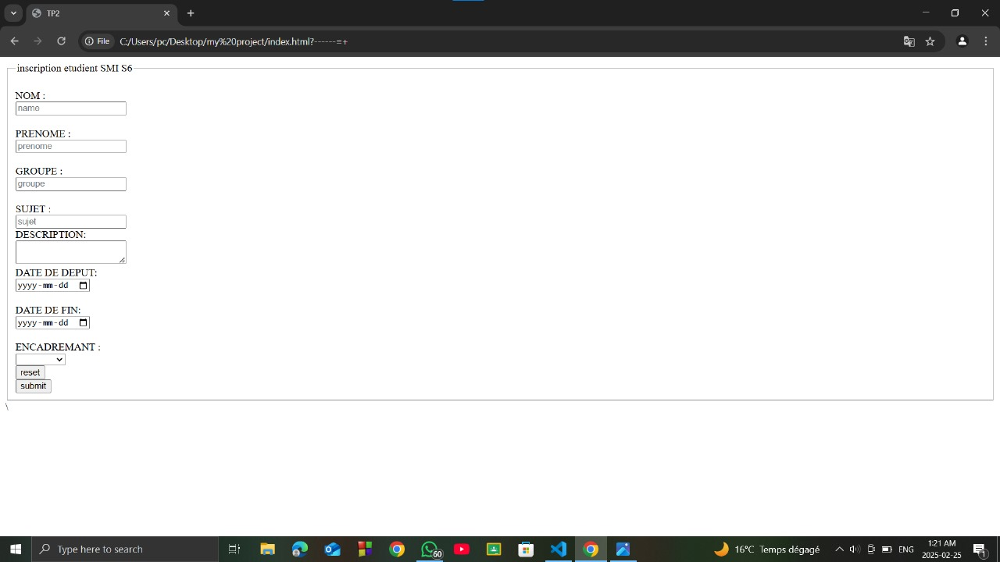 TP2
File C:/Users/pc/Desktop/my%20project/index.html?------=+
inscription etudient SMI S6
NOM :
name
PRENOME :
prenome
GROUPE :
groupe
SUJET :
sujet
DESCRIPTION:
DATE DE DEPUT:
yyyy-mm-dd
DATE DE FIN:
yyyy-mm-dd
ENCADREMANT :
reset
submit
\
Type here to search
60
16°C Temps dégagé
ENG
1:21 AM
2025-02-25
1